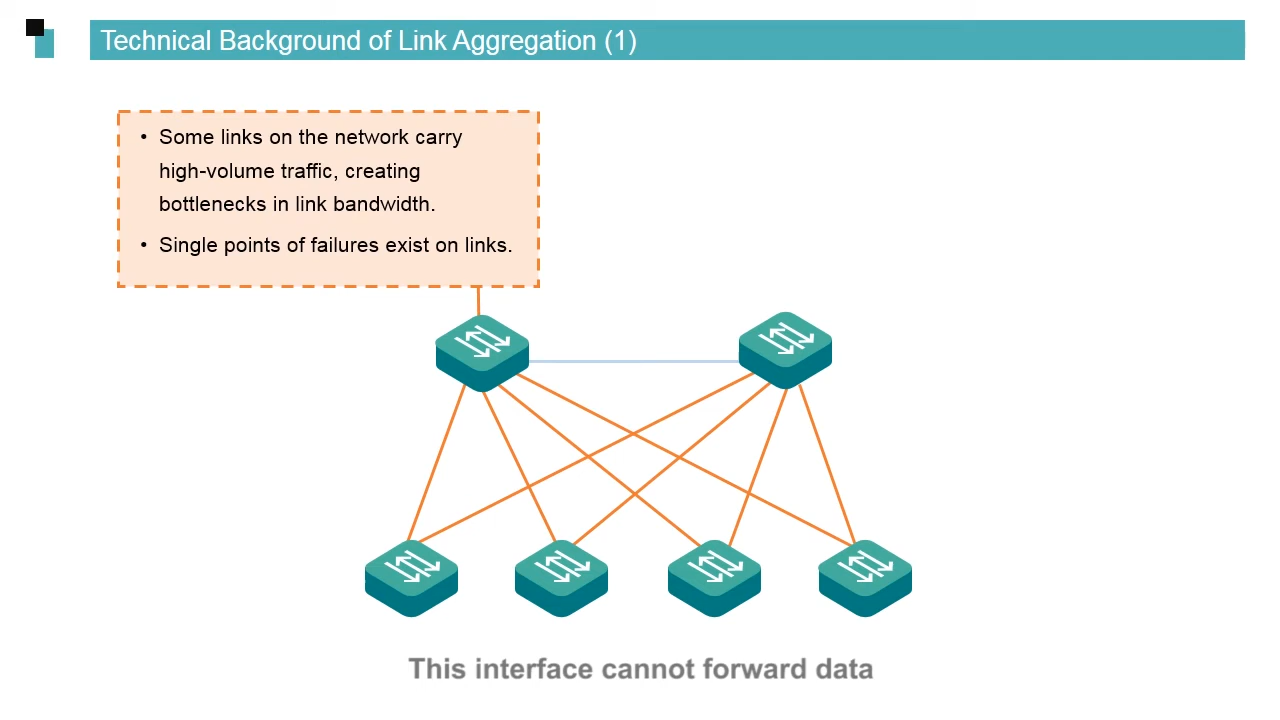 Technical Background of Link Aggregation (1)
• Some links on the network carry
high-volume traffic, creating
bottlenecks in link bandwidth.
• Single points of failures exist on links.
This interface cannot forward data